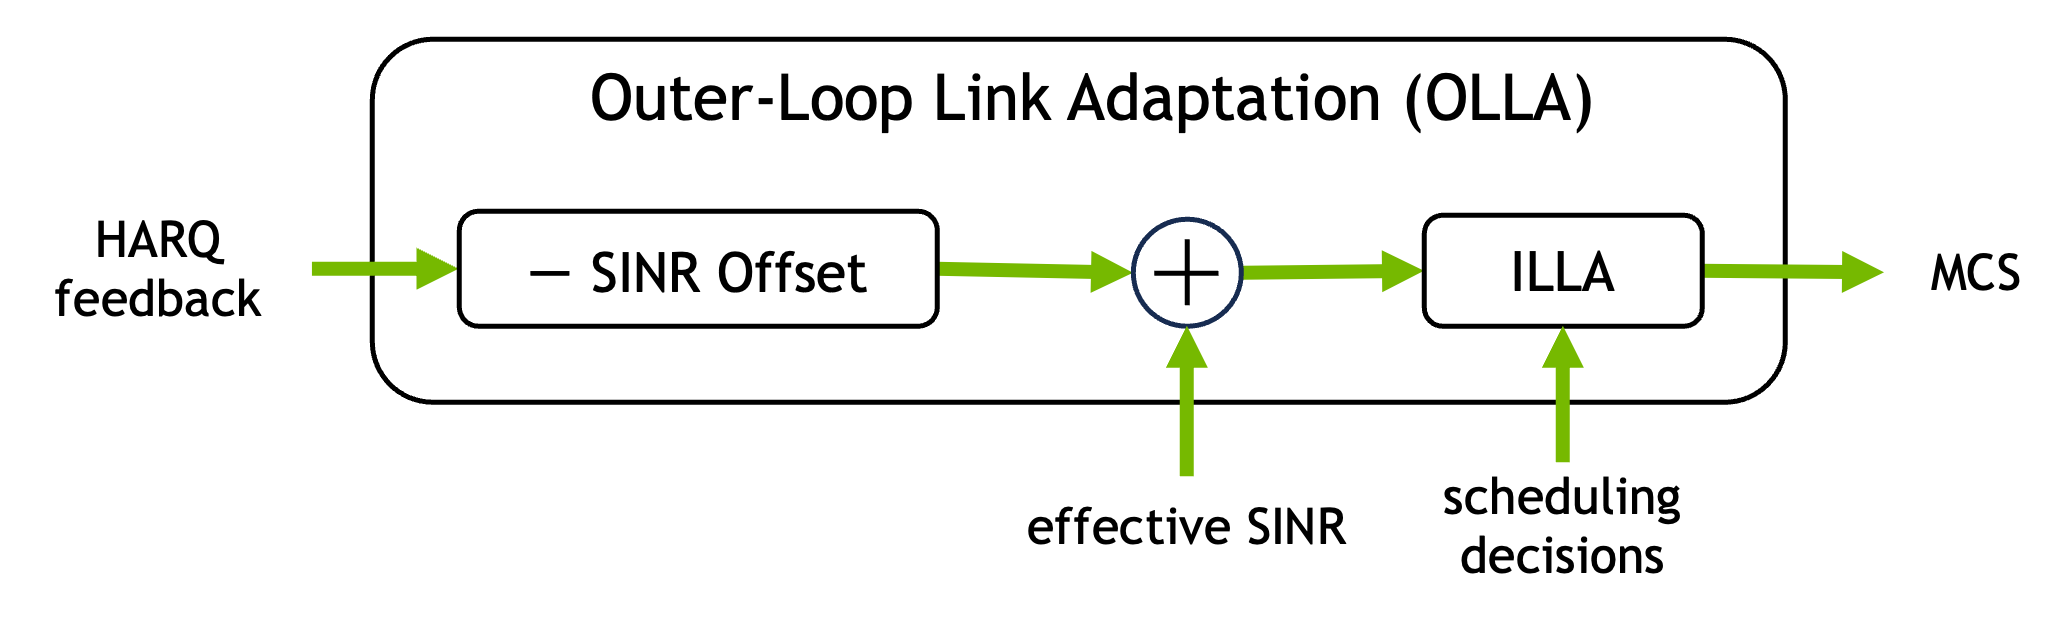 Outer-Loop Link Adaptation (OLLA)
HARQ
feedback
— SINR Offset
+
ILLA
MCS
effective SINR
scheduling
decisions